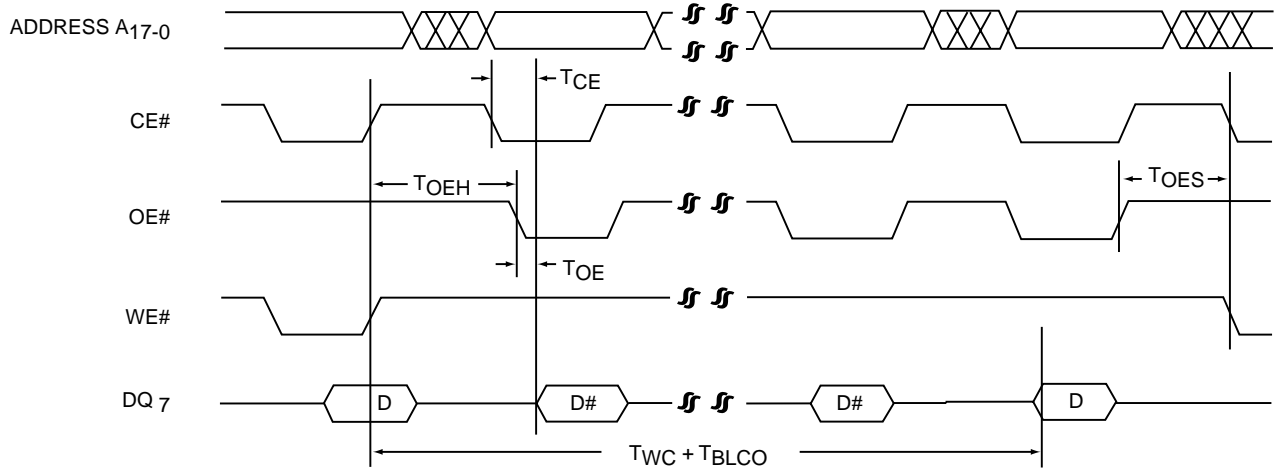 ADDRESS A17-0
TCE
CE#
TOEH
TOES
OE#
TOE
WE#
DQ 7
D
D#
D#
D
TWC + TBLCO